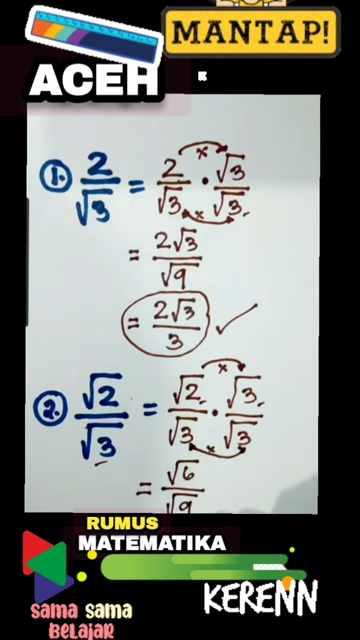 MANTAP!
ACEH K
1. 2/√3 = 2/√3 · √3/√3
x
x
= 2√3/√9
= 2√3/3 ✓
2. √2/√3 = √2/√3 · √3/√3
x
x
= √6/√9
RUMUS
MATEMATIKA
KERENN
sama sama
BeLaJar